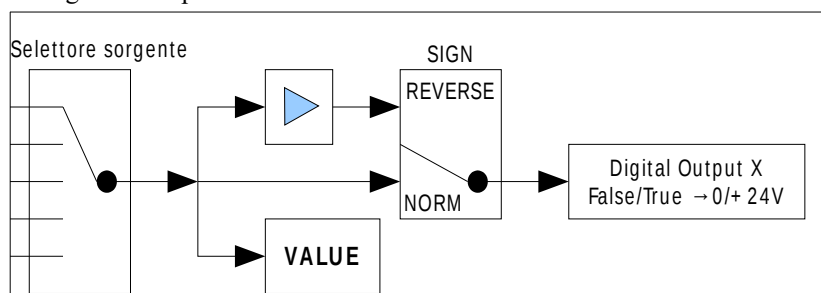 Selettore sorgente
SIGN
REVERSE
NORM
VALUE
Digital Output X
False/True → 0/+ 24V